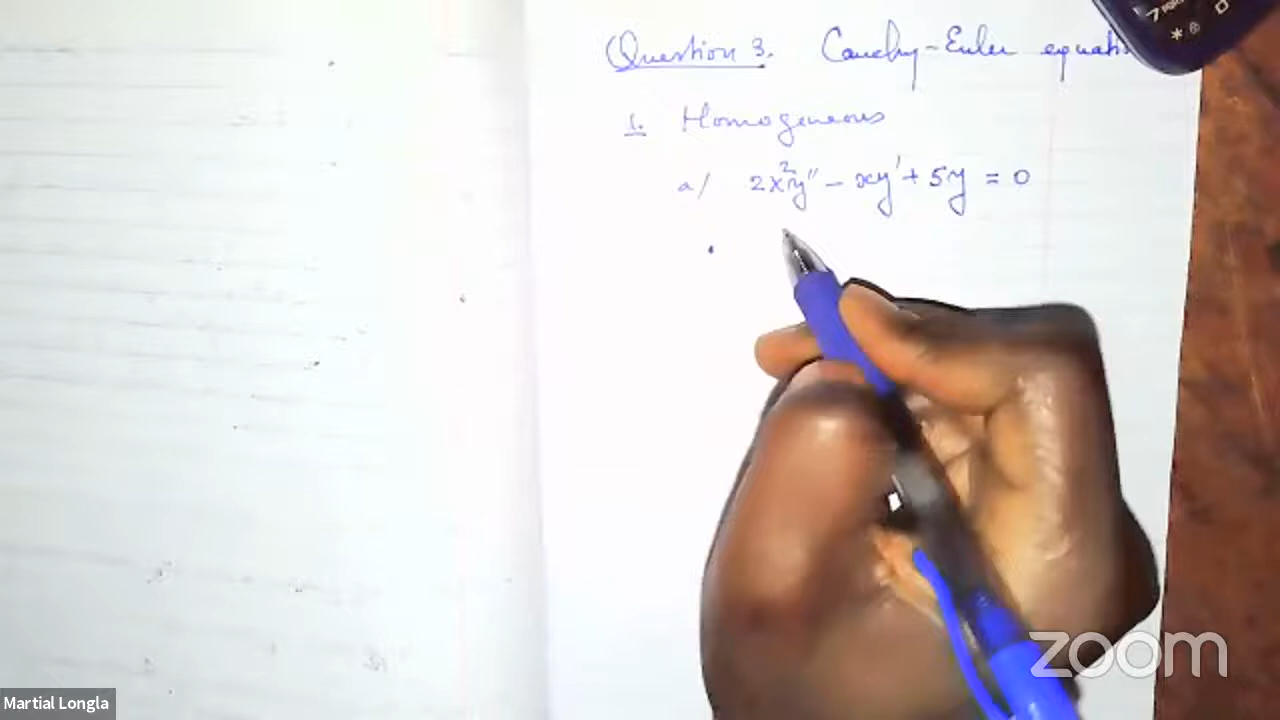 Question 3. Cauchy-Euler equati
1. Homogeneous
a/ 2x²y'' - xy' + 5y = 0
zoom
Martial Longla